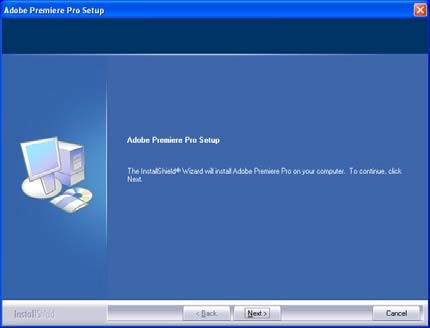 Adobe Premiere Pro Setup
Adobe Premiere Pro Setup
The InstallShield® Wizard will install Adobe Premiere Pro on your computer. To continue, click
Next.
InstallShield
< Back
Next >
Cancel